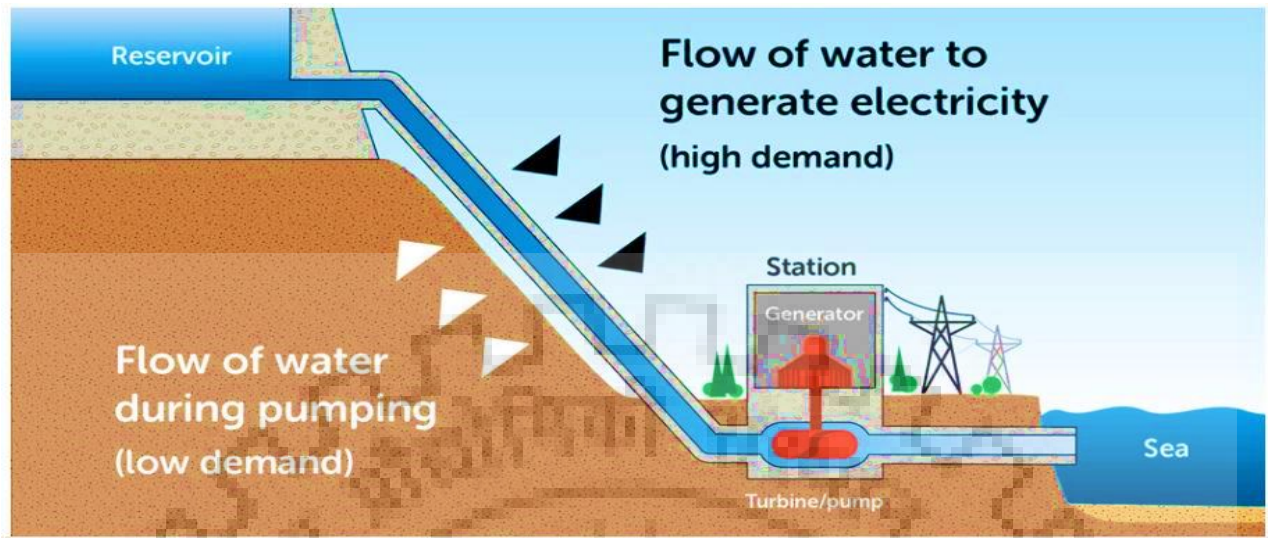 Reservoir
Flow of water to
generate electricity
(high demand)
Station
Generator
Flow of water
during pumping
(low demand)
Sea
Turbine/pump